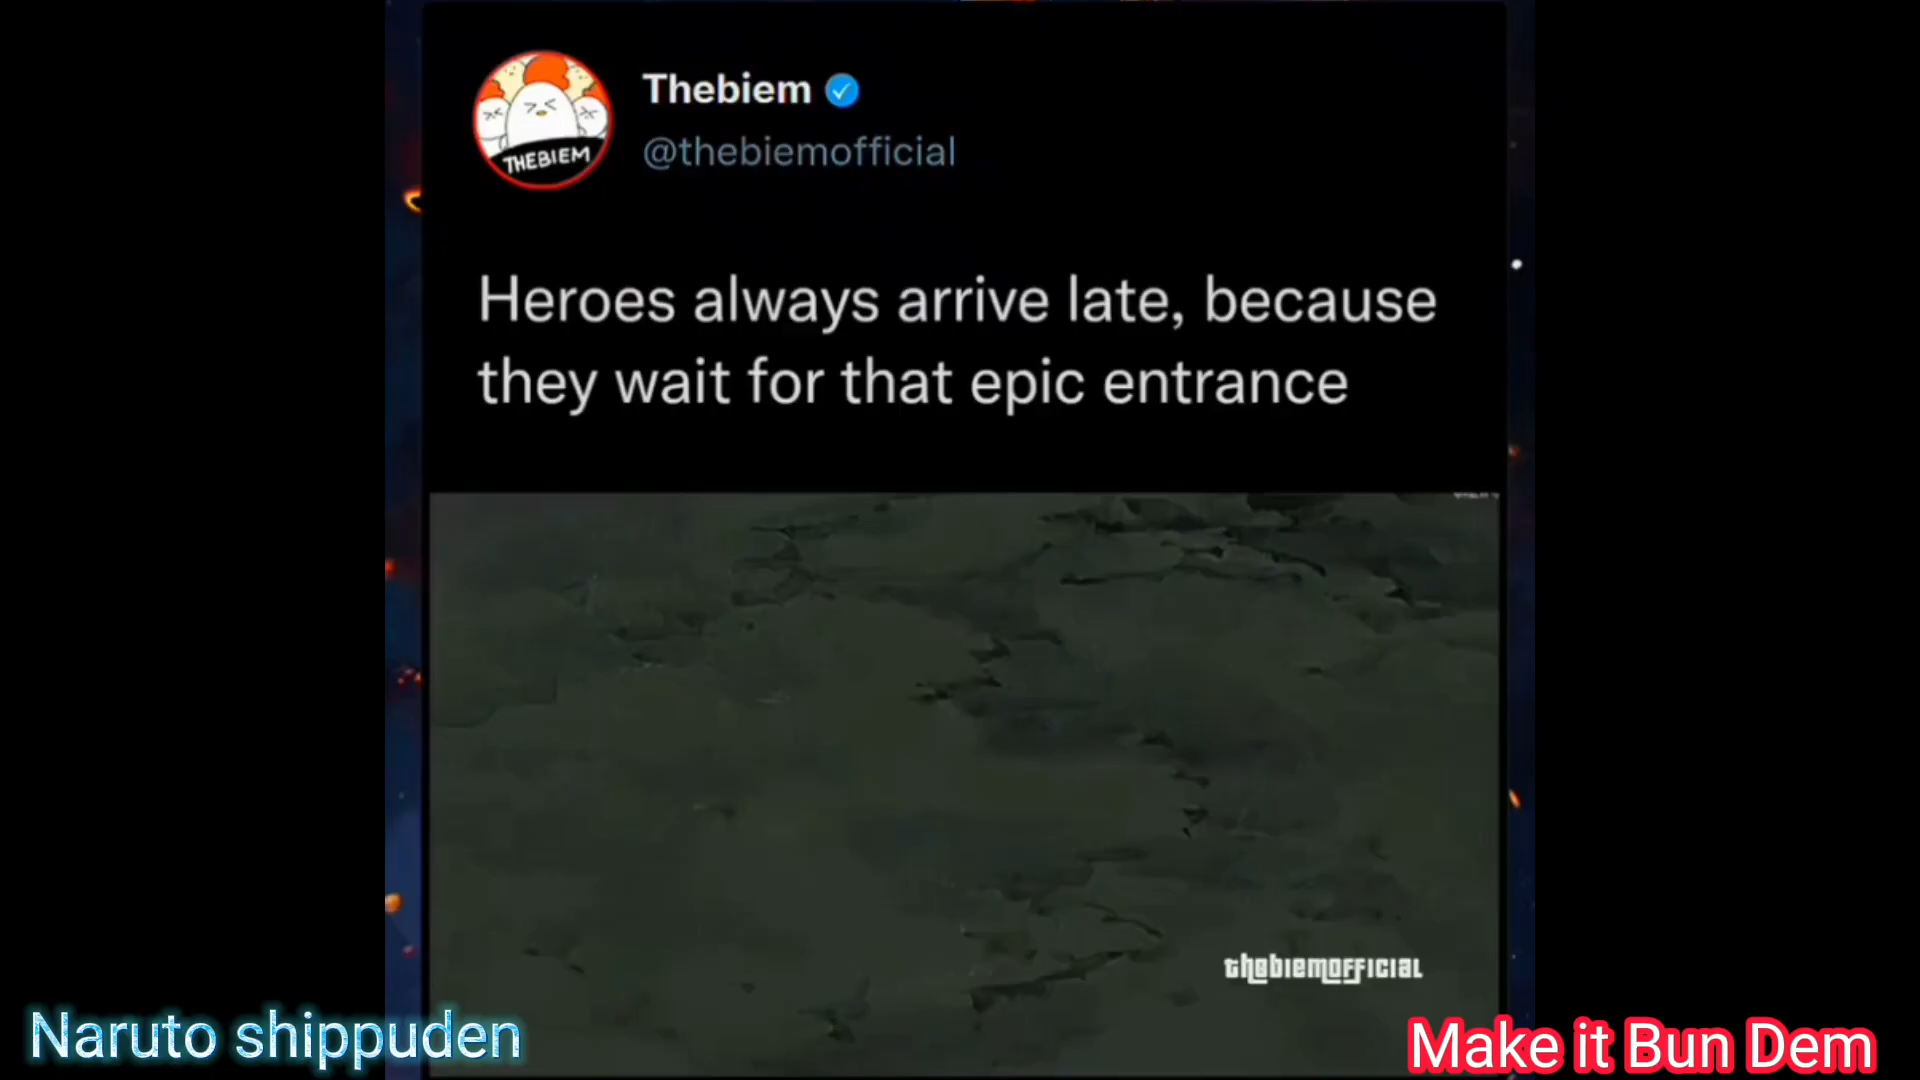 Thebiem
@thebiemofficial
THEBIEM
Heroes always arrive late, because
they wait for that epic entrance
thebiemofficial
Naruto shippuden
Make it Bun Dem